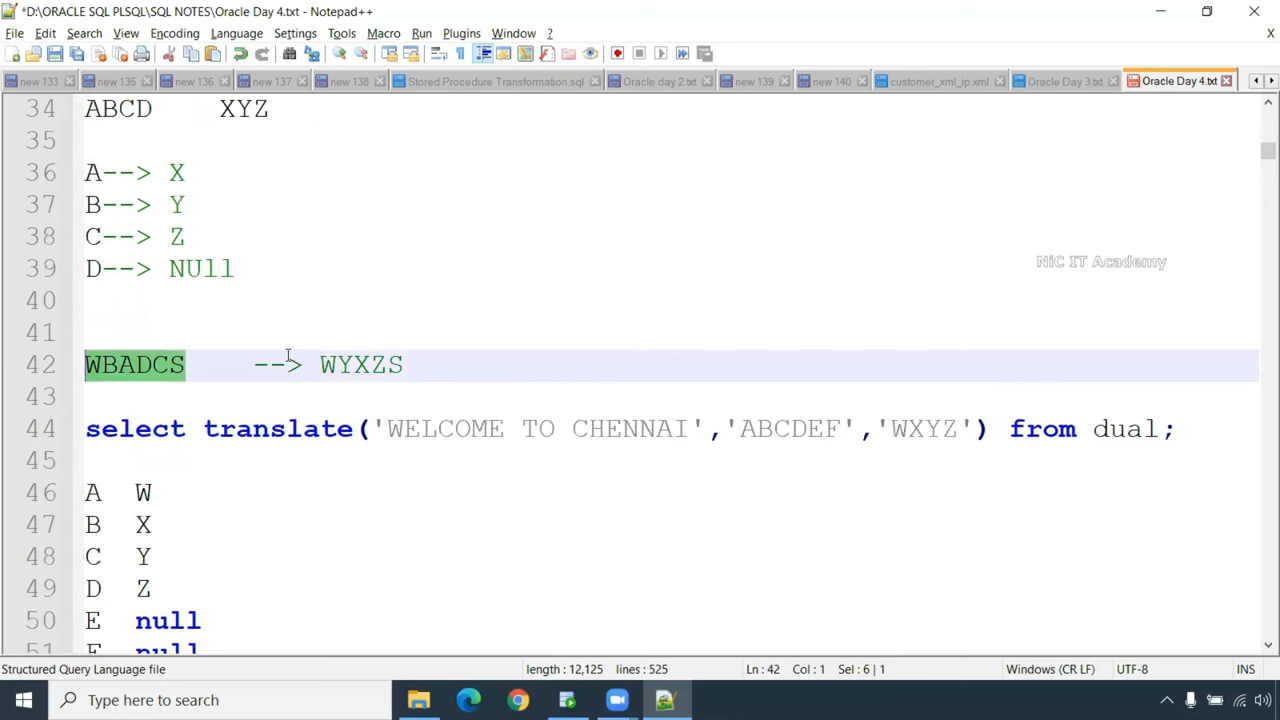 *D:\ORACLE SQL PLSQL\SQL NOTES\Oracle Day 4.txt - Notepad++
File Edit Search View Encoding Language Settings Tools Macro Run Plugins Window ? X
new 133 new 135 new 136 new 137 new 138 Stored Procedure Transformation.sql Oracle day 2.txt new 139 new 140 customer_xml_ip.xml Oracle Day 3.txt Oracle Day 4.txt
34 ABCD XYZ
35
36 A--> X
37 B--> Y
38 C--> Z
39 D--> NUll
NiC IT Academy
40
41
42 WBADCS --> WYXZS
43
44 select translate('WELCOME TO CHENNAI','ABCDEF','WXYZ') from dual;
45
46 A W
47 B X
48 C Y
49 D Z
50 E null
51 F null
Structured Query Language file length : 12,125 lines : 525 Ln : 42 Col : 1 Sel : 6 | 1 Windows (CR LF) UTF-8 INS
Type here to search